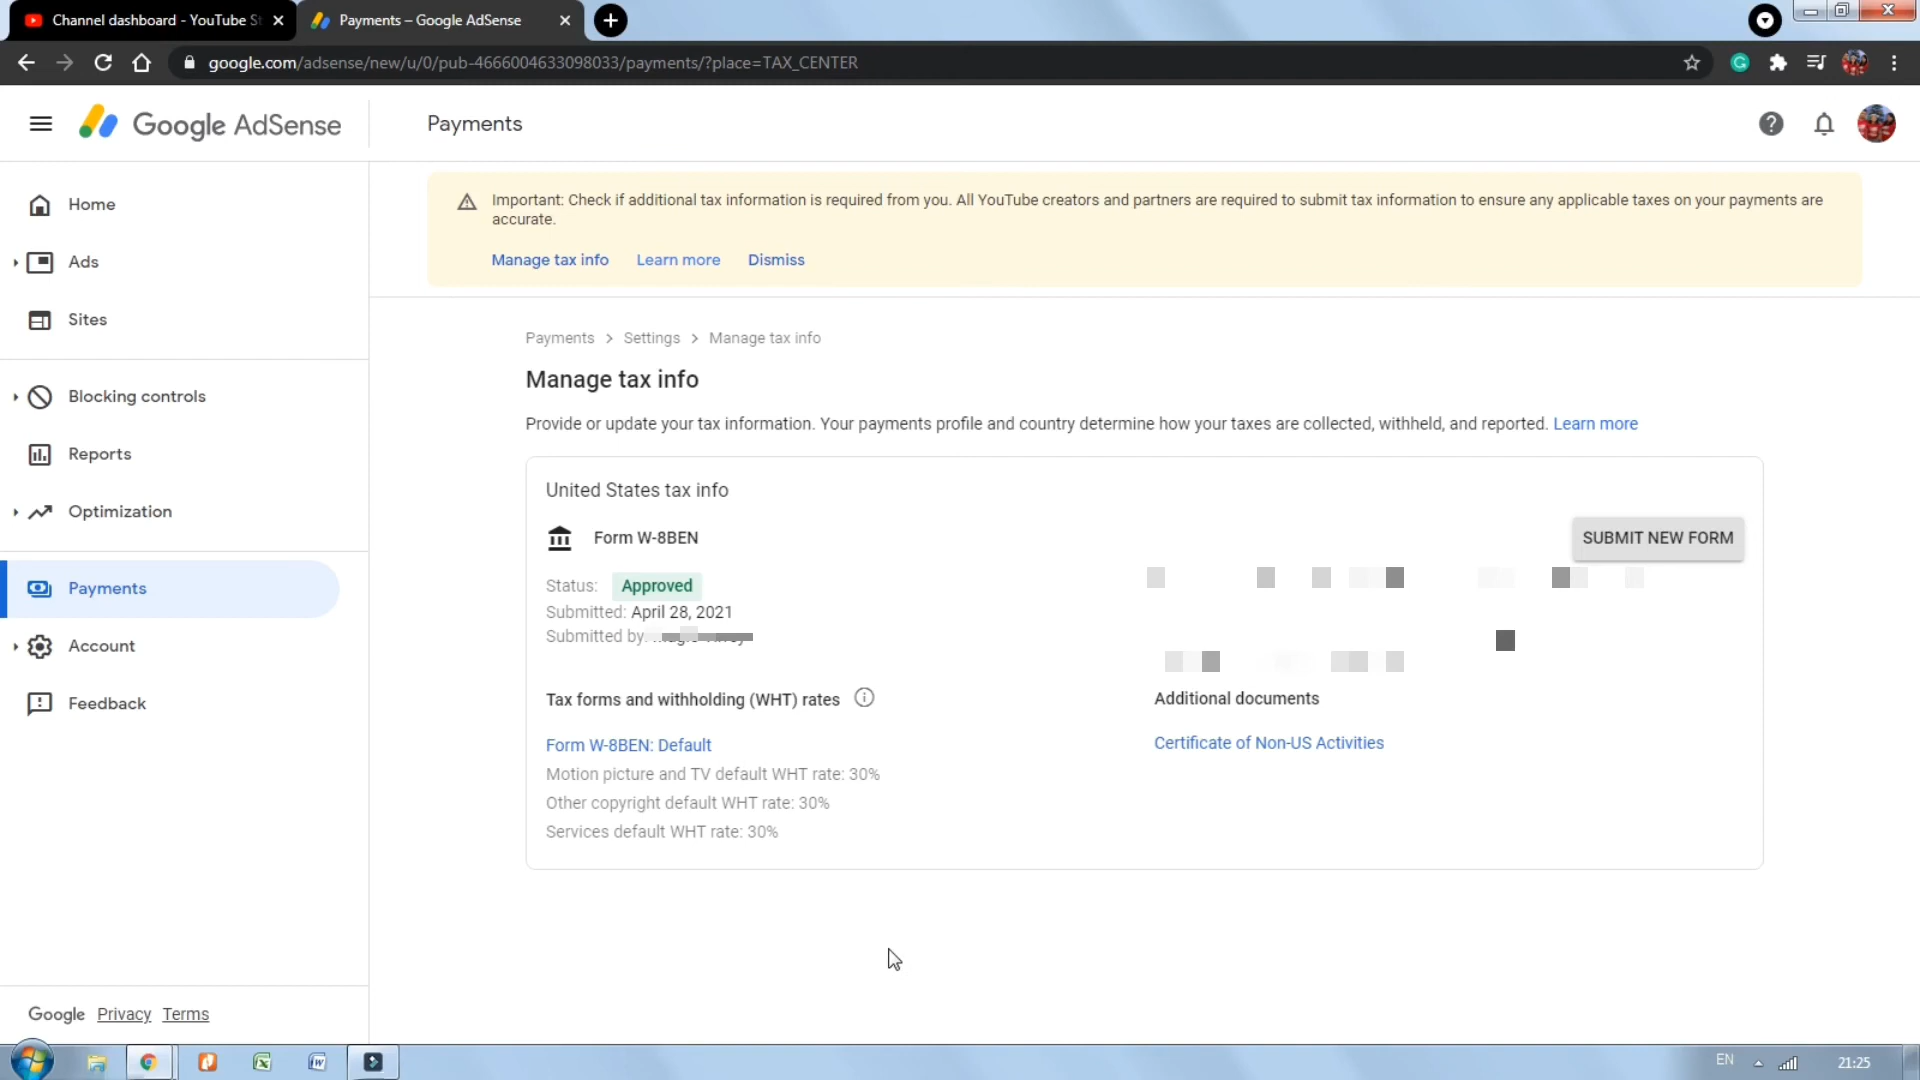 Channel dashboard - YouTube St
Payments – Google AdSense
google.com/adsense/new/u/0/pub-4666004633098033/payments/?place=TAX_CENTER
Google AdSense
Payments
Home
Ads
Sites
Blocking controls
Reports
Optimization
Payments
Account
Feedback
Google Privacy Terms
Important: Check if additional tax information is required from you. All YouTube creators and partners are required to submit tax information to ensure any applicable taxes on your payments are
accurate.
Manage tax info Learn more Dismiss
Payments > Settings > Manage tax info
Manage tax info
Provide or update your tax information. Your payments profile and country determine how your taxes are collected, withheld, and reported. Learn more
United States tax info
Form W-8BEN
SUBMIT NEW FORM
Status: Approved
Submitted: April 28, 2021
Submitted by:
Tax forms and withholding (WHT) rates
Form W-8BEN: Default
Motion picture and TV default WHT rate: 30%
Other copyright default WHT rate: 30%
Services default WHT rate: 30%
Additional documents
Certificate of Non-US Activities
EN
21:25